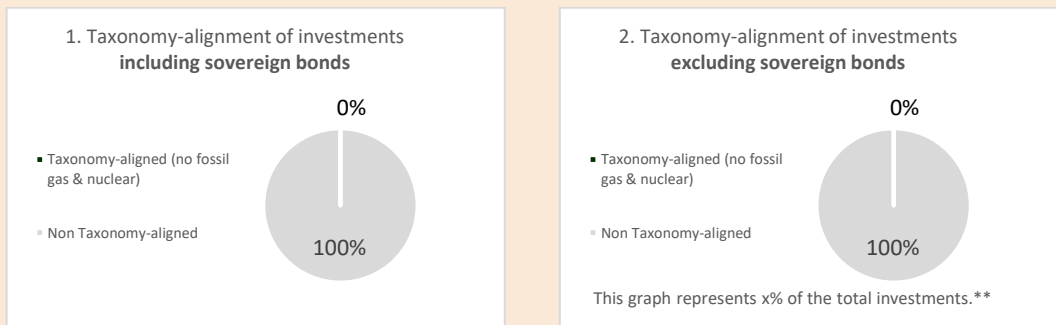 1. Taxonomy-alignment of investments
including sovereign bonds
0%
Taxonomy-aligned (no fossil
gas & nuclear)
Non Taxonomy-aligned
100%
2. Taxonomy-alignment of investments
excluding sovereign bonds
0%
Taxonomy-aligned (no fossil
gas & nuclear)
Non Taxonomy-aligned
100%
This graph represents x% of the total investments.**